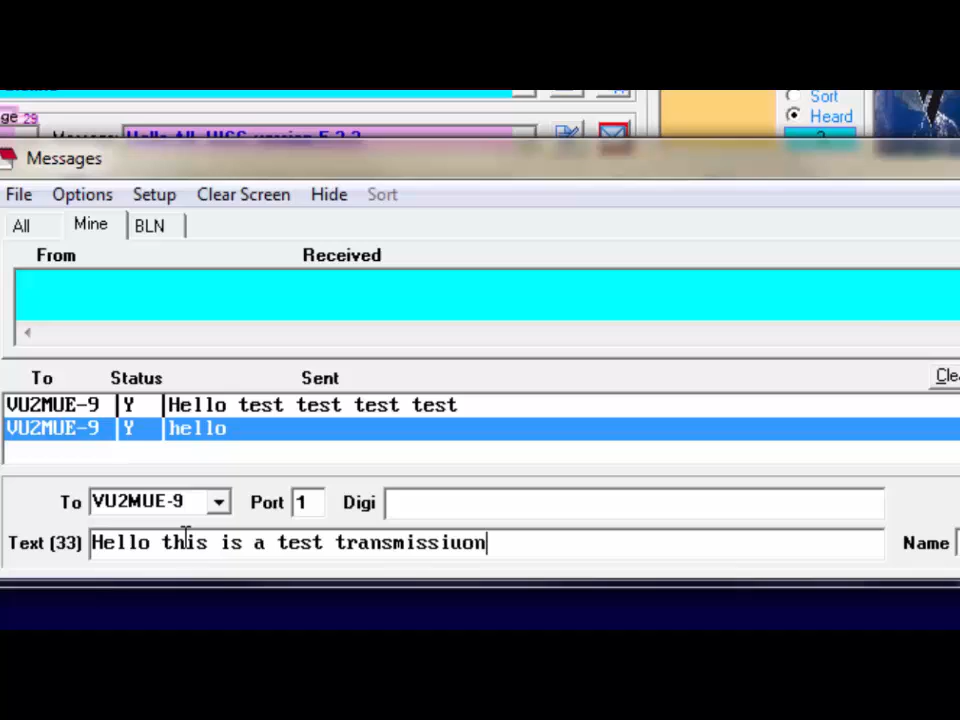 Sort
ge 29
Heard
Messages
File Options Setup Clear Screen Hide Sort
All Mine BLN
From Received
To Status Sent
VU2MUE-9 Y Hello test test test test
VU2MUE-9 Y hello
To VU2MUE-9 Port 1 Digi
Text (33) Hello this is a test transmissiuon Name